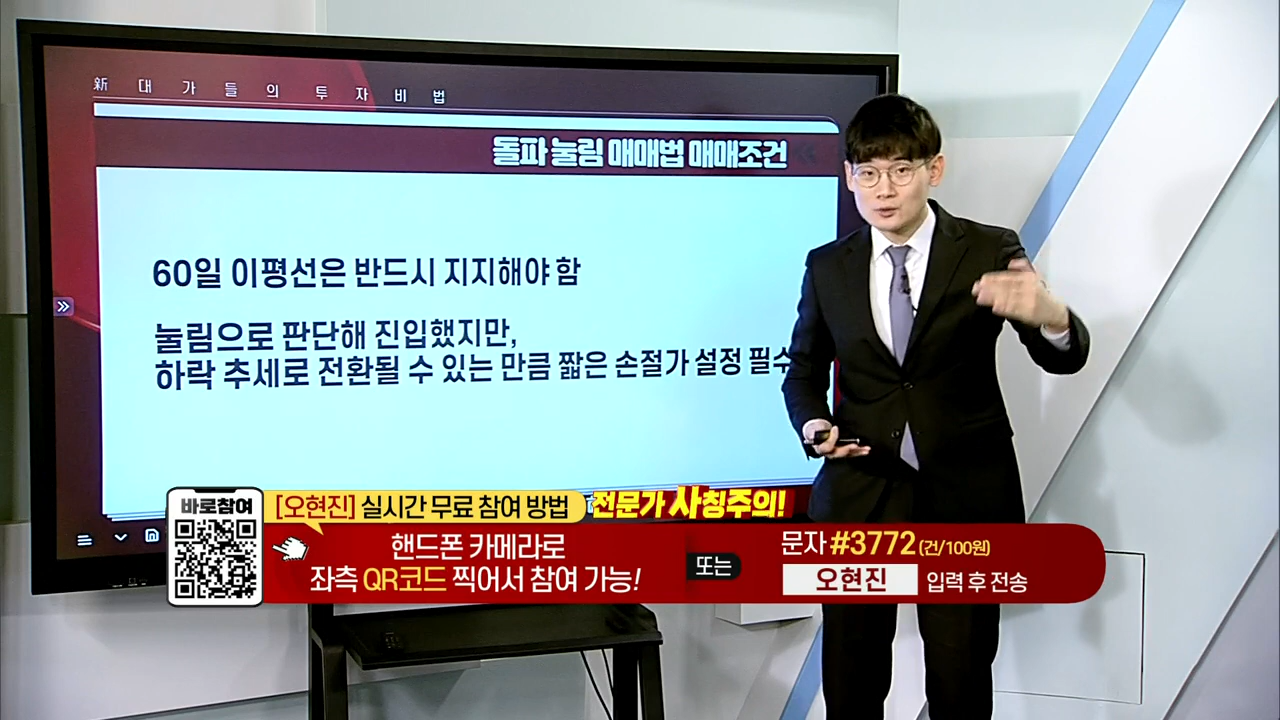 新 대 가 들 의 투 자 비 법
돌파 눌림 매매법 매매조건
60일 이평선은 반드시 지지해야 함
눌림으로 판단해 진입했지만,
하락 추세로 전환될 수 있는 만큼 짧은 손절가 설정 필수
바로참여
[오현진] 실시간 무료 참여 방법
전문가 사칭주의!
핸드폰 카메라로
좌측 QR코드 찍어서 참여 가능!
또는
문자 #3772 (건/100원)
오현진 입력 후 전송